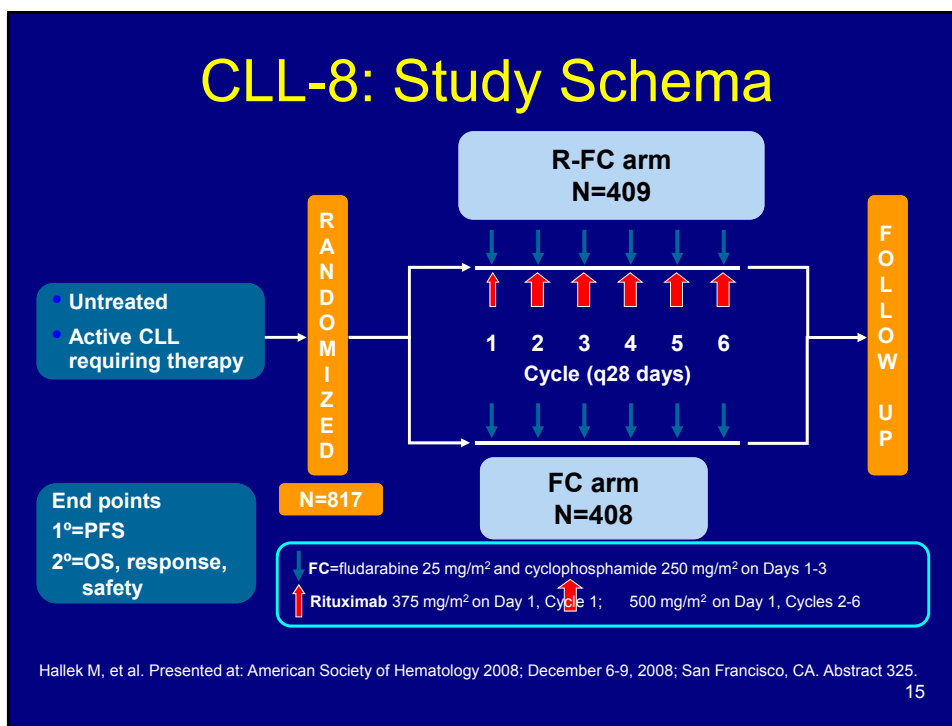 CLL-8: Study Schema
R-FC arm
N=409
RANDOMIZED
FOLLOW UP
• Untreated
• Active CLL
requiring therapy
1 2 3 4 5 6
Cycle (q28 days)
End points
1º=PFS
2º=OS, response,
safety
N=817
FC arm
N=408
FC=fludarabine 25 mg/m² and cyclophosphamide 250 mg/m² on Days 1-3
Rituximab 375 mg/m² on Day 1, Cycle 1; 500 mg/m² on Day 1, Cycles 2-6
Hallek M, et al. Presented at: American Society of Hematology 2008; December 6-9, 2008; San Francisco, CA. Abstract 325.
15